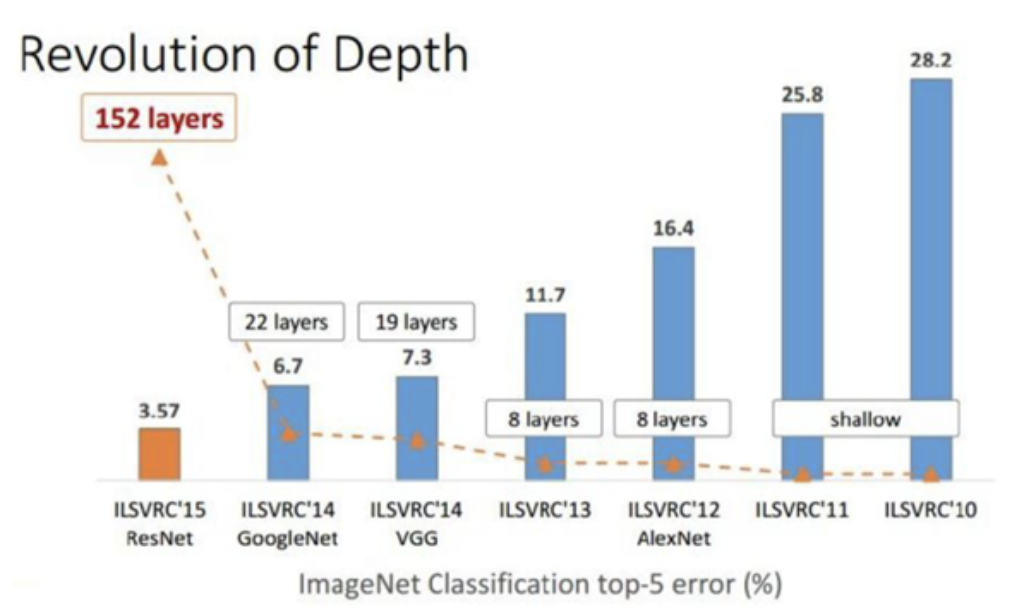 Revolution of Depth
28.2
25.8
152 layers
16.4
11.7
22 layers
19 layers
7.3
6.7
3.57
8 layers
8 layers
shallow
ILSVRC'15
ResNet
ILSVRC'14
GoogleNet
ILSVRC'14
VGG
ILSVRC'13
ILSVRC'12
AlexNet
ILSVRC'11
ILSVRC'10
ImageNet Classification top-5 error (%)